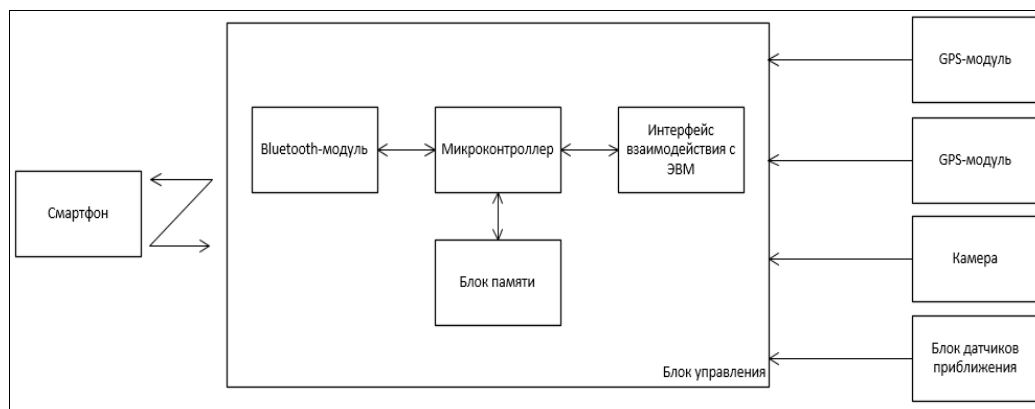 Смартфон
Bluetooth-модуль
Микроконтроллер
Интерфейс
взаимодействия с
ЭВМ
Блок памяти
Блок управления
GPS-модуль
GPS-модуль
Камера
Блок датчиков
приближения